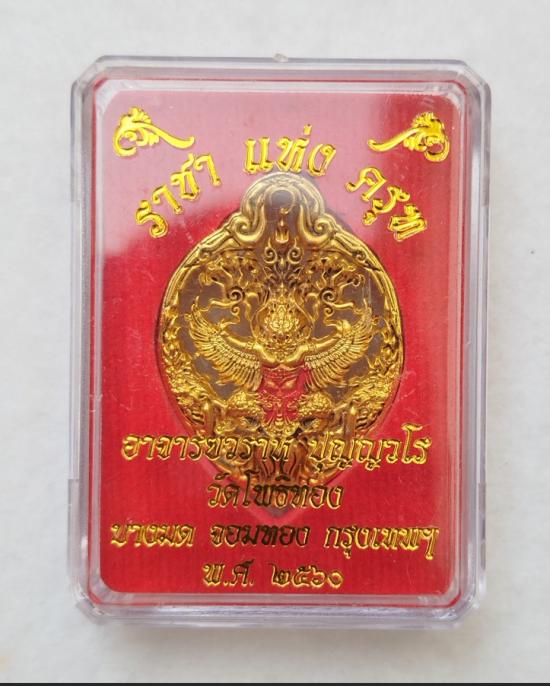 ราชา แห่ง ครุฑ
อาจารย์วราห์ ปุญญวโร
วัดโพธิทอง
บางมด จอมทอง กรุงเทพฯ
พ.ศ. ๒๕๖๐